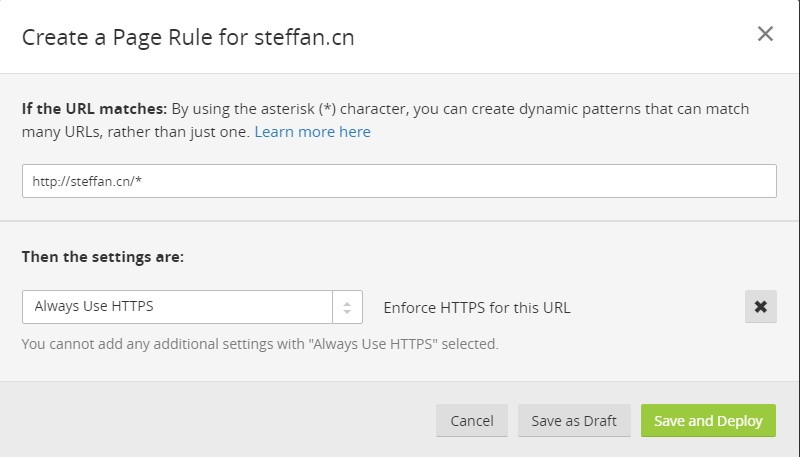 Create a Page Rule for steffan.cn
If the URL matches: By using the asterisk (*) character, you can create dynamic patterns that can match
many URLs, rather than just one. Learn more here
http://steffan.cn/*
Then the settings are:
Always Use HTTPS
Enforce HTTPS for this URL
You cannot add any additional settings with "Always Use HTTPS" selected.
Cancel
Save as Draft
Save and Deploy